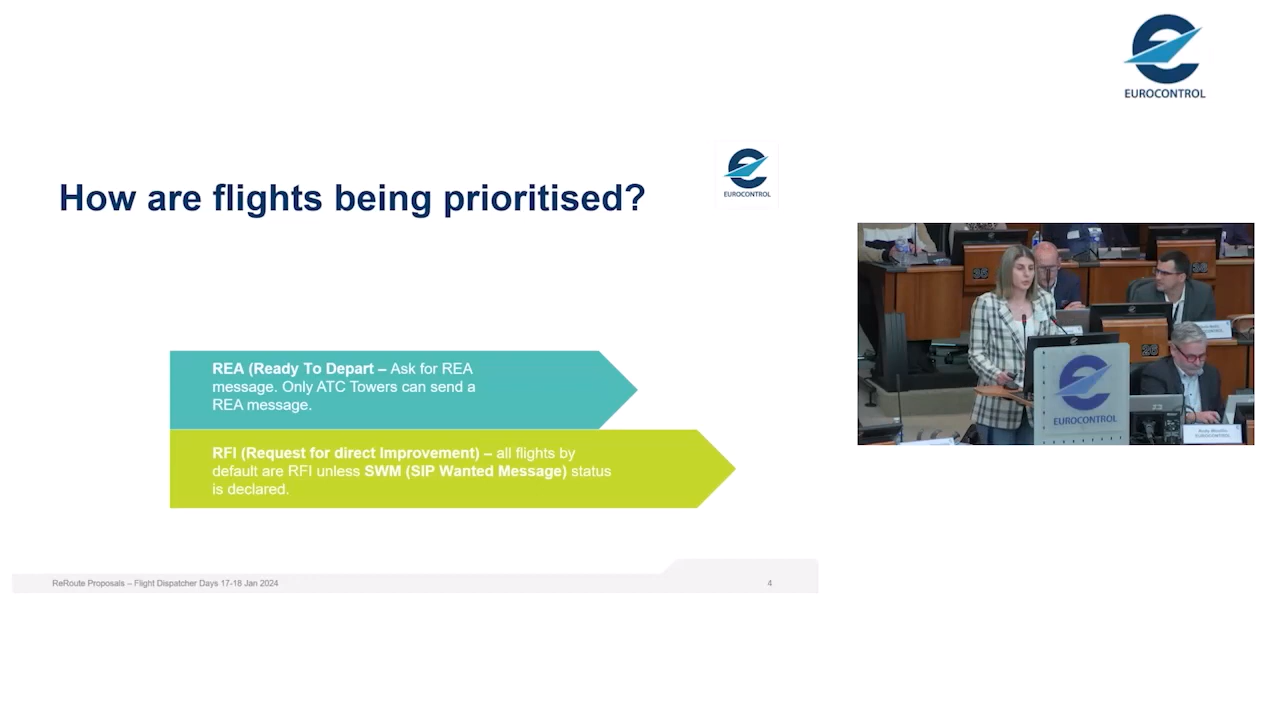 EUROCONTROL
EUROCONTROL
How are flights being prioritised?
REA (Ready To Depart – Ask for REA
message. Only ATC Towers can send a
REA message.
RFI (Request for direct Improvement) – all flights by
default are RFI unless SWM (SIP Wanted Message) status
is declared.
ReRoute Proposals – Flight Dispatcher Days 17-18 Jan 2024
4
EUROCONTROL
EUROCONTROL